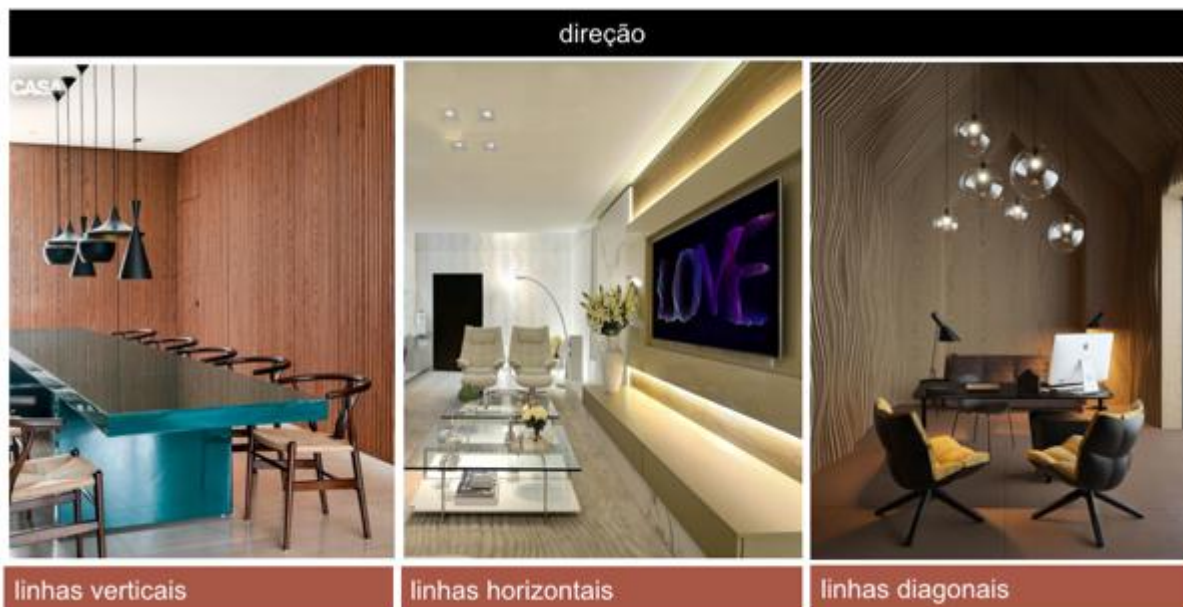 direção
CASA
LOVE
linhas verticais
linhas horizontais
linhas diagonais